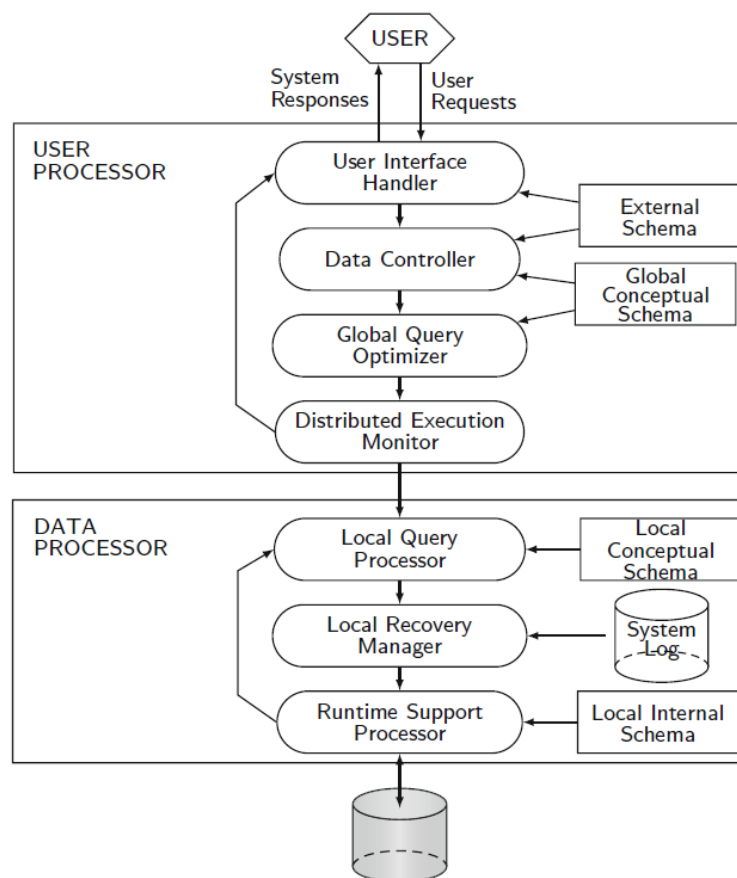 USER
System
Responses
User
Requests
USER
PROCESSOR
User Interface
Handler
External
Schema
Data Controller
Global
Conceptual
Schema
Global Query
Optimizer
Distributed Execution
Monitor
DATA
PROCESSOR
Local Query
Processor
Local
Conceptual
Schema
Local Recovery
Manager
System
Log
Runtime Support
Processor
Local Internal
Schema